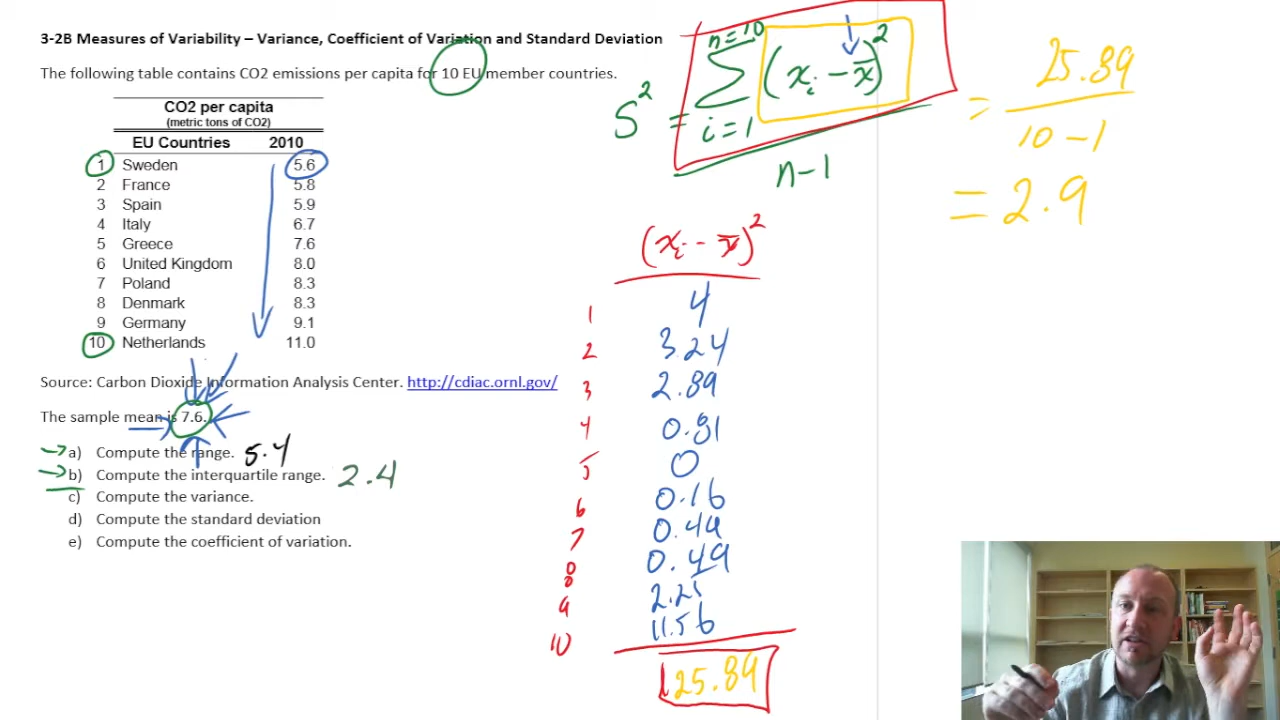 3-2B Measures of Variability – Variance, Coefficient of Variation and Standard Deviation
The following table contains CO2 emissions per capita for 10 EU member countries.
CO2 per capita
(metric tons of CO2)
EU Countries 2010
1 Sweden 5.6
2 France 5.8
3 Spain 5.9
4 Italy 6.7
5 Greece 7.6
6 United Kingdom 8.0
7 Poland 8.3
8 Denmark 8.3
9 Germany 9.1
10 Netherlands 11.0
Source: Carbon Dioxide Information Analysis Center. http://cdiac.ornl.gov/
The sample mean is 7.6.
a) Compute the range. 5.4
b) Compute the interquartile range. 2.4
c) Compute the variance.
d) Compute the standard deviation
e) Compute the coefficient of variation.
n=10
S² = Σ (xᵢ - x̄)²
i=1
n-1
= 25.89
10-1
= 2.9
(xᵢ - x̄)²
1 4
2 3.24
3 2.89
4 0.81
5 0
6 0.16
7 0.49
8 0.49
9 2.25
10 11.56
25.89